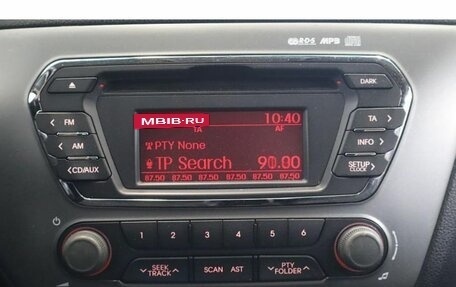 RDS MP3
DARK
MBIB.RU
10:40
TA AF
FM
TA
PTY None
AM
INFO
TP Search 90.00
CD/AUX
SETUP
CLOCK
87.50 87.50 87.50 87.50 87.50 87.50
1 2 3 4 5 6
SEEK
TRACK
SCAN AST
PTY
FOLDER